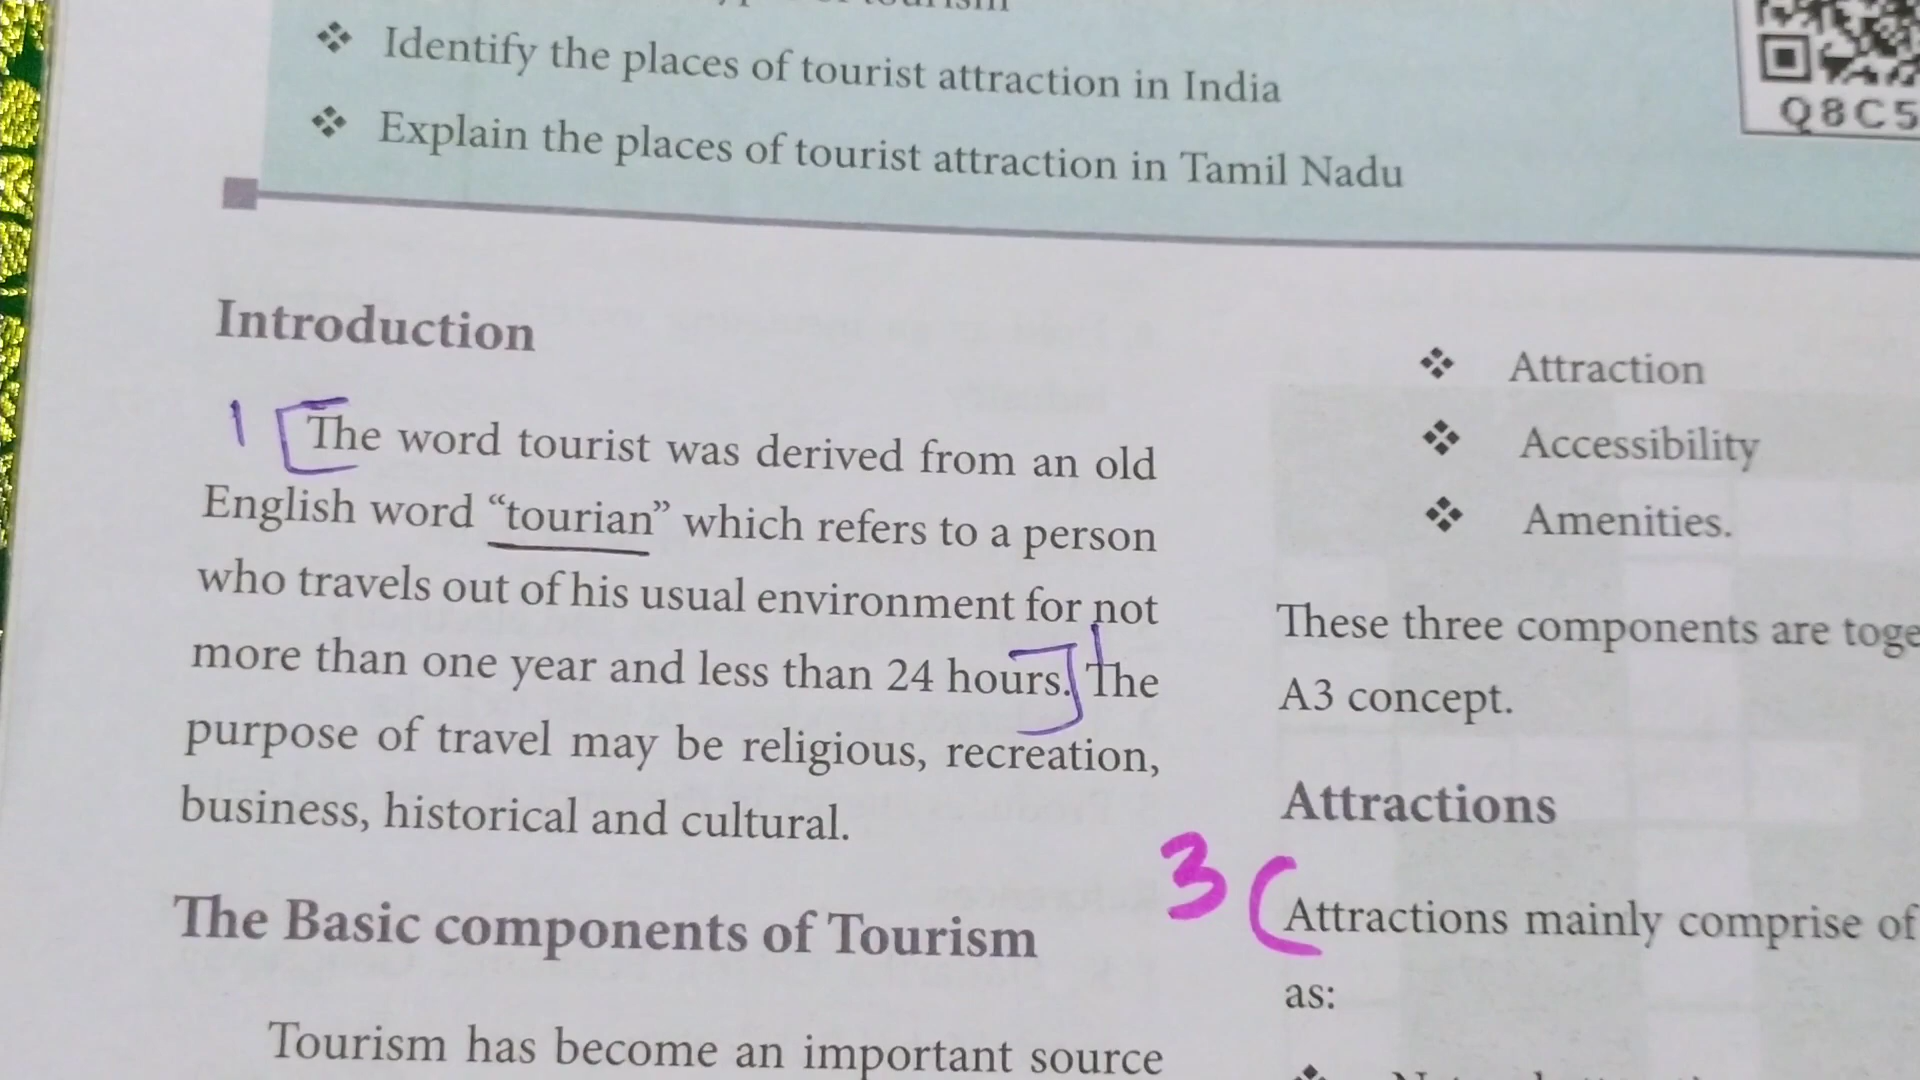 tourism
❖ Identify the places of tourist attraction in India
❖ Explain the places of tourist attraction in Tamil Nadu
Q8C5
Introduction
1 [The word tourist was derived from an old
English word “tourian” which refers to a person
who travels out of his usual environment for not
more than one year and less than 24 hours.] The
purpose of travel may be religious, recreation,
business, historical and cultural.
The Basic components of Tourism
Tourism has become an important source
❖ Attraction
❖ Accessibility
❖ Amenities.
These three components are toge
A3 concept.
Attractions
3 (Attractions mainly comprise of
as: